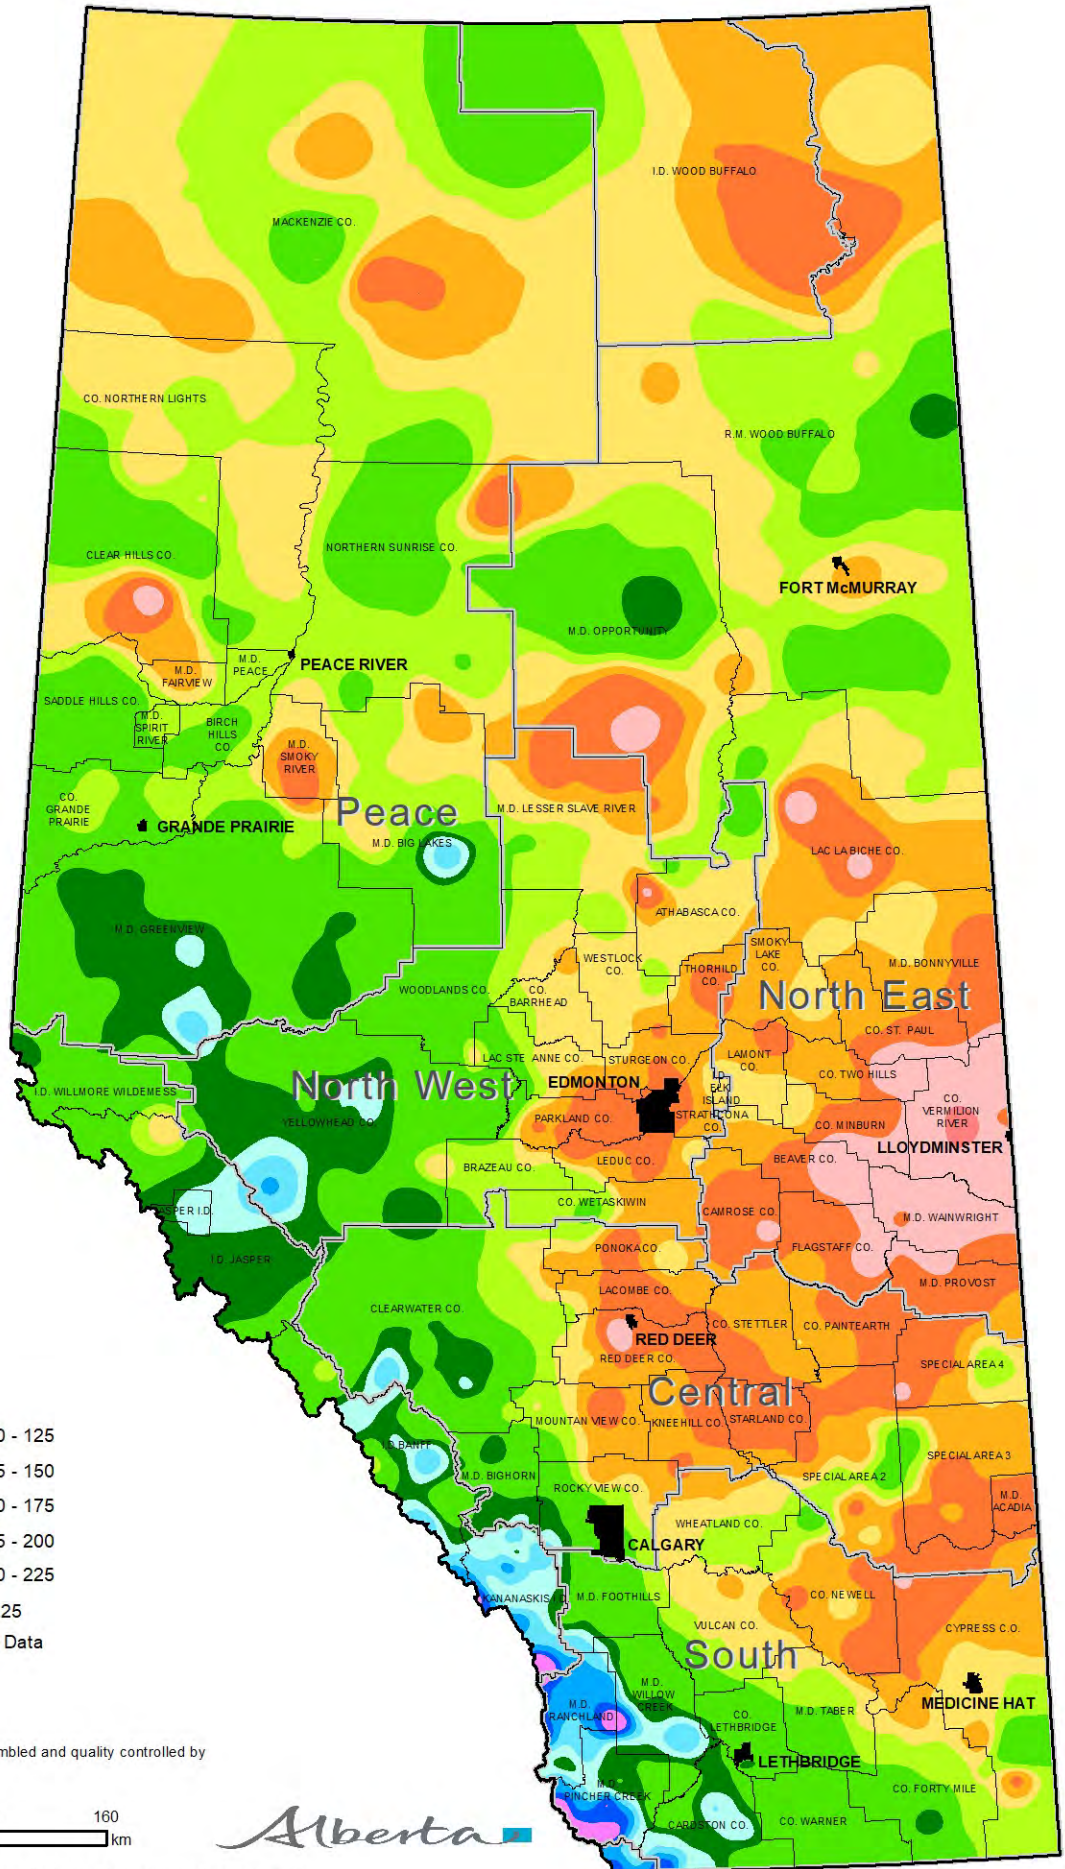 I.D. WOOD BUFFALO
MACKENZIE CO.
CO. NORTHERN LIGHTS
R.M. WOOD BUFFALO
CLEAR HILLS CO.
NORTHERN SUNRISE CO.
FORT McMURRAY
M.D. OPPORTUNITY
M.D.
PEACE
PEACE RIVER
M.D.
FAIRVIEW
SADDLE HILLS CO.
M.D.
SPIRIT
RIVER
BIRCH
HILLS
CO.
M.D.
SMOKY
RIVER
CO.
GRANDE
PRAIRIE
GRANDE PRAIRIE
Peace
M.D. LESSER SLAVE RIVER
M.D. BIG LAKES
LAC LA BICHE CO.
ATHABASCA CO.
M.D. GREENVIEW
SMOKY
LAKE
CO.
WESTLOCK
CO.
THORHILD
CO.
M.D. BONNYVILLE
WOODLANDS CO.
CO.
BARRHEAD
North East
CO. ST. PAUL
LAC STE ANNE CO.
STURGEON CO.
LAMONT
CO.
CO. TWO HILLS
North West
EDMONTON
I.D.
ELK
ISLAND
I.D. WILLMORE WILDERNESS
CO.
VERMILION
RIVER
YELLOWHEAD CO.
PARKLAND CO.
STRATHCONA
CO.
CO. MINBURN
LLOYDMINSTER
BRAZEAU CO.
LEDUC CO.
BEAVER CO.
CO. WETASKIWIN
JASPER I.D.
CAMROSE CO.
M.D. WAINWRIGHT
I.D. JASPER
PONOKA CO.
FLAGSTAFF CO.
M.D. PROVOST
CLEARWATER CO.
LACOMBE CO.
CO. STETTLER
CO. PAINTEARTH
RED DEER
RED DEER CO.
SPECIAL AREA 4
Central
MOUNTAN VIEW CO.
KNEEHILL CO.
STARLAND CO.
I.D. BANFF
M.D. BIGHORN
SPECIAL AREA 2
SPECIAL AREA 3
ROCKY VIEW CO.
M.D.
ACADIA
WHEATLAND CO.
CALGARY
KANANASKIS I.D.
M.D. FOOTHILLS
CO. NEWELL
VULCAN CO.
CYPRESS C.O.
South
M.D.
WILLOW
CREEK
M.D.
RANCHLAND
CO.
LETHBRIDGE
M.D. TABER
MEDICINE HAT
LETHBRIDGE
M.D.
PINCHER CREEK
CO. FORTY MILE
CARDSTON CO.
CO. WARNER
0 - 125
5 - 150
0 - 175
5 - 200
0 - 225
25
Data
mbled and quality controlled by
160
km
Alberta